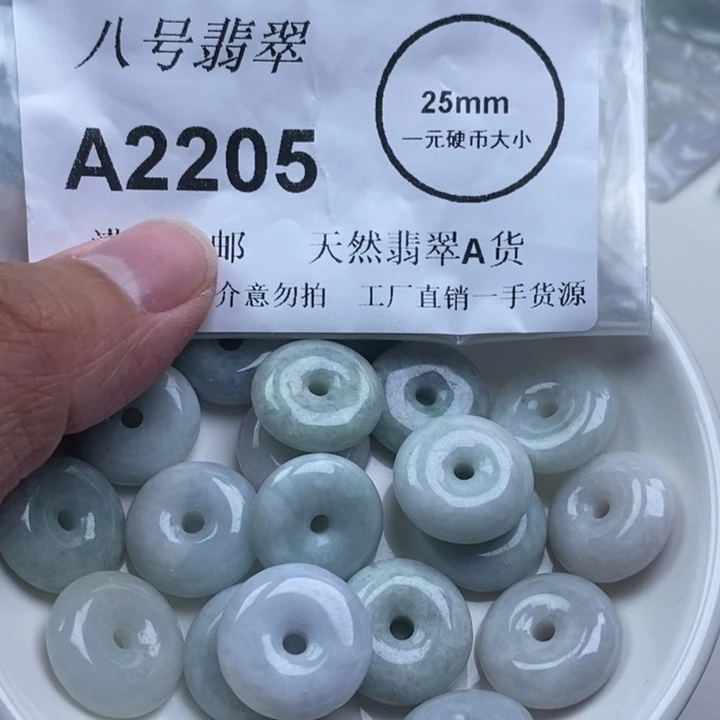 八号翡翠
25mm
一元硬币大小
A2205
邮 天然翡翠A货
介意勿拍 工厂直销一手货源